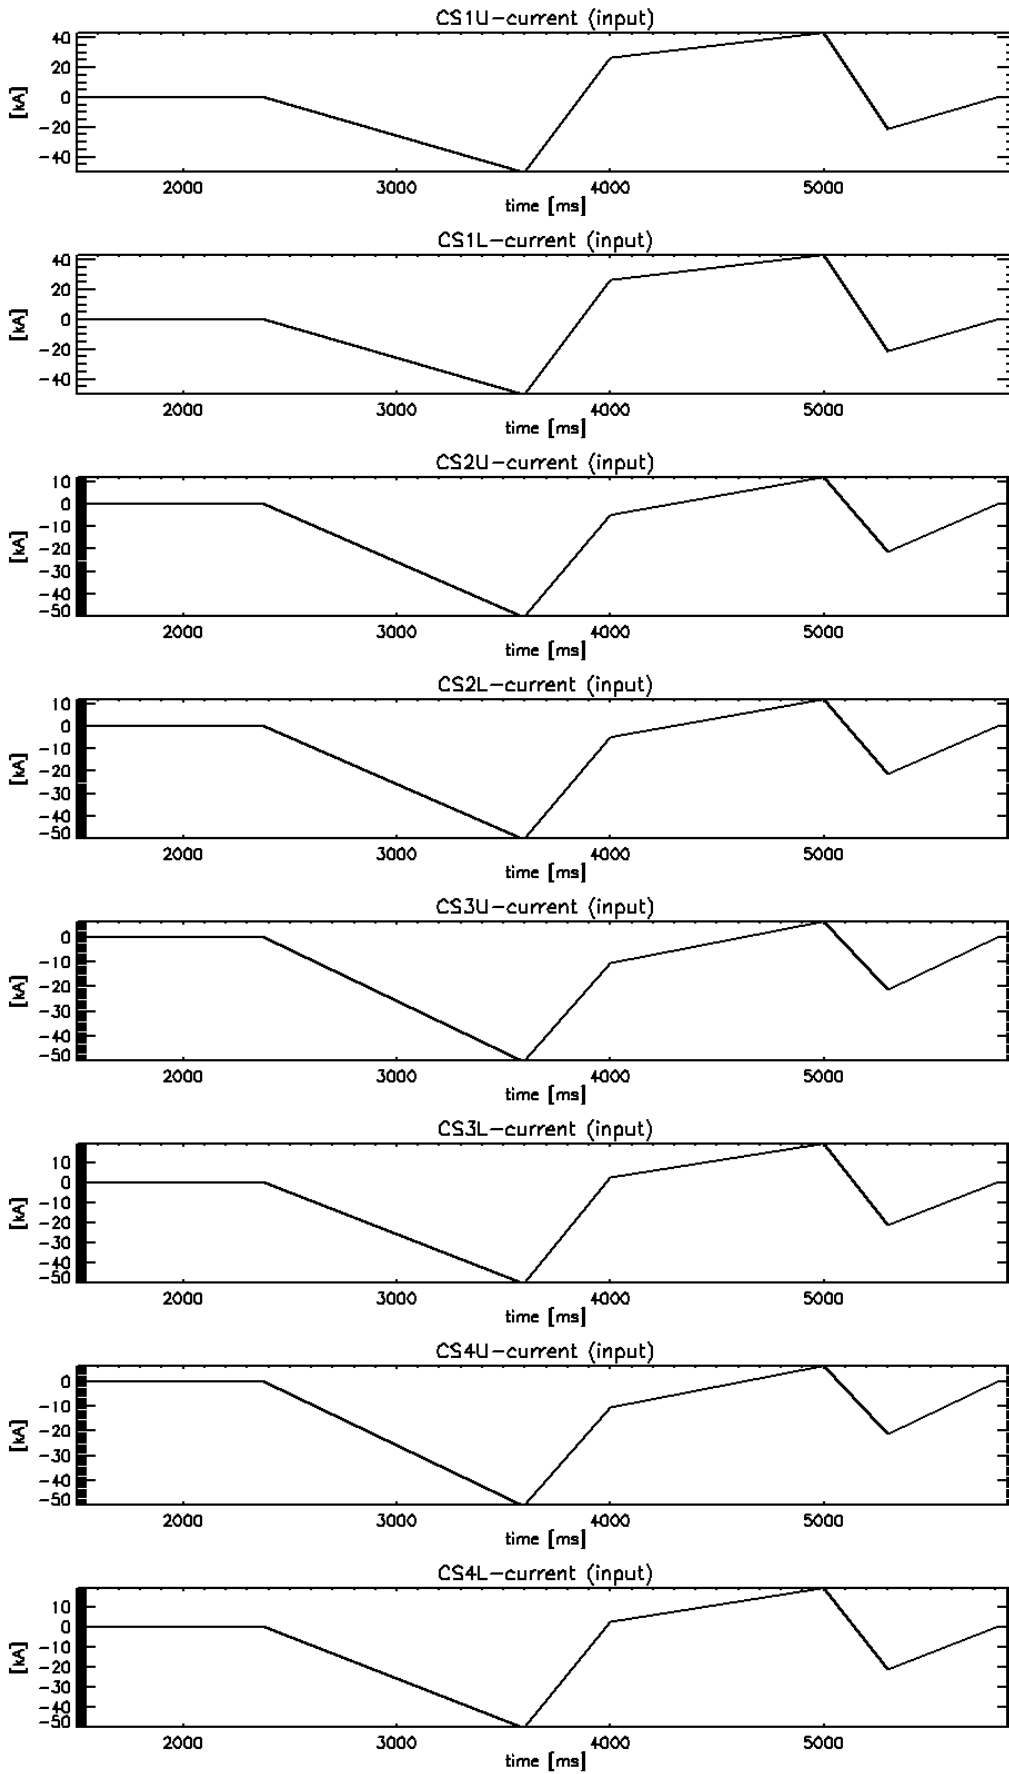 CS1U-current (input)
40
20
0
-20
-40
[kA]
2000 3000 4000 5000
time [ms]
CS1L-current (input)
40
20
0
-20
-40
[kA]
2000 3000 4000 5000
time [ms]
CS2U-current (input)
10
0
-10
-20
-30
-40
-50
[kA]
2000 3000 4000 5000
time [ms]
CS2L-current (input)
10
0
-10
-20
-30
-40
-50
[kA]
2000 3000 4000 5000
time [ms]
CS3U-current (input)
0
-10
-20
-30
-40
-50
[kA]
2000 3000 4000 5000
time [ms]
CS3L-current (input)
10
0
-10
-20
-30
-40
-50
[kA]
2000 3000 4000 5000
time [ms]
CS4U-current (input)
0
-10
-20
-30
-40
-50
[kA]
2000 3000 4000 5000
time [ms]
CS4L-current (input)
10
0
-10
-20
-30
-40
-50
[kA]
2000 3000 4000 5000
time [ms]